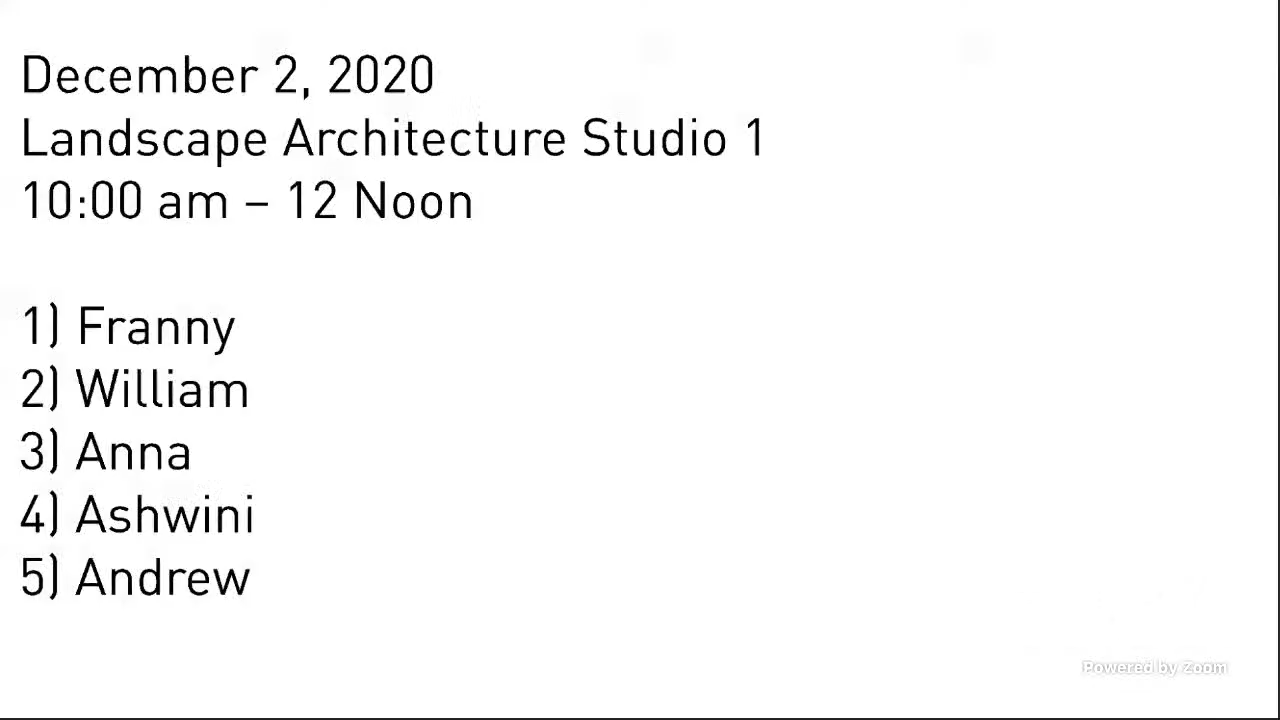 December 2, 2020
Landscape Architecture Studio 1
10:00 am – 12 Noon
1) Franny
2) William
3) Anna
4) Ashwini
5) Andrew
Powered by Zoom